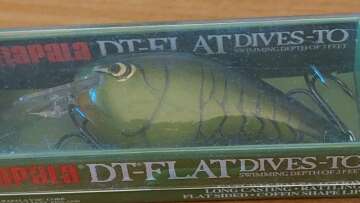 RAPALA DT-FLAT DIVES-TO
SWIMMING DEPTH OF 3 FEET
RAPALA DT-FLAT DIVES-TO
SWIMMING DEPTH OF 3 FEET
LONG CASTING - RATTLING
FLAT SIDED - COFFIN SHAPE LIP